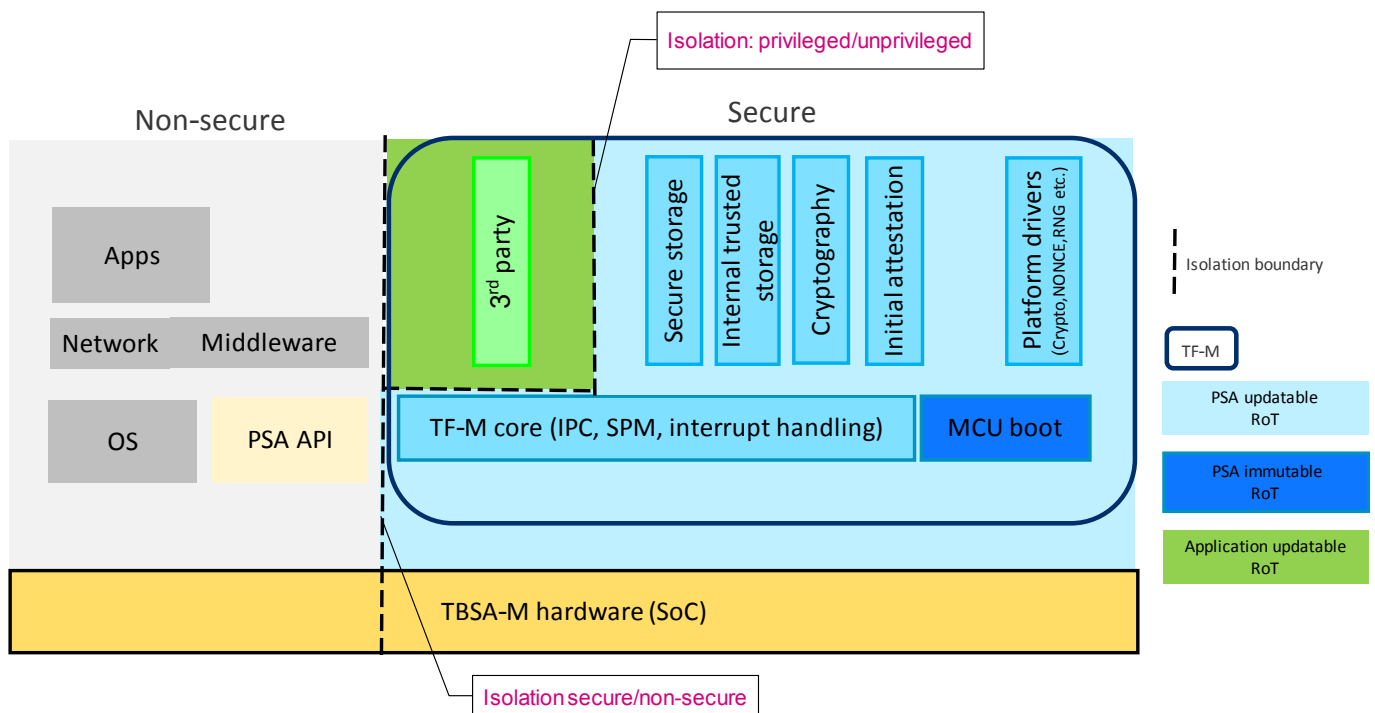 Isolation: privileged/unprivileged
Non-secure
Secure
Apps
Network
Middleware
OS
PSA API
3rd party
Secure storage
Internal trusted
storage
Cryptography
Initial attestation
Platform drivers
(Crypto,NONCE,RNG etc.)
TF-M core (IPC, SPM, interrupt handling)
MCU boot
TBSA-M hardware (SoC)
Isolation secure/non-secure
Isolation boundary
TF-M
PSA updatable
RoT
PSA immutable
RoT
Application updatable
RoT